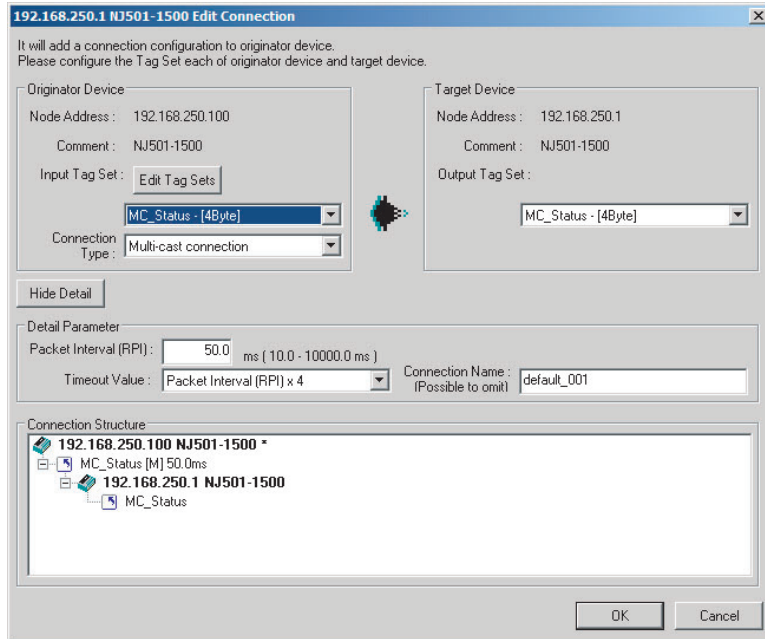 192.168.250.1 NJ501-1500 Edit Connection
It will add a connection configuration to originator device.
Please configure the Tag Set each of originator device and target device.
Originator Device
Node Address : 192.168.250.100
Comment : NJ501-1500
Input Tag Set : Edit Tag Sets
MC_Status - [4Byte]
Connection Type : Multi-cast connection
Target Device
Node Address : 192.168.250.1
Comment : NJ501-1500
Output Tag Set :
MC_Status - [4Byte]
Hide Detail
Detail Parameter
Packet Interval (RPI) : 50.0 ms ( 10.0 - 10000.0 ms )
Timeout Value : Packet Interval (RPI) x 4
Connection Name : default_001
(Possible to omit)
Connection Structure
192.168.250.100 NJ501-1500 *
MC_Status [M] 50.0ms
192.168.250.1 NJ501-1500
MC_Status
OK Cancel